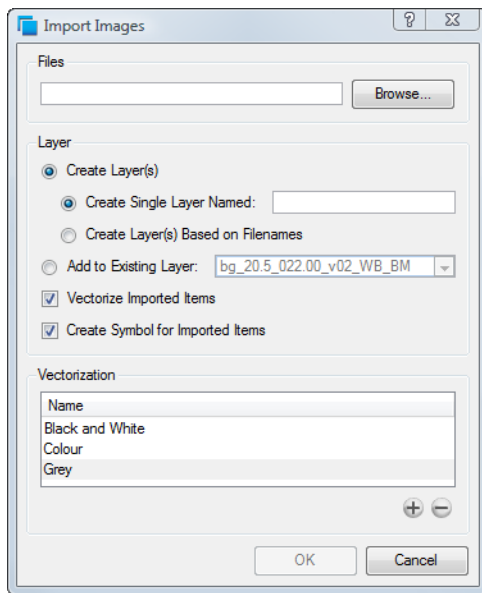 Import Images
Files
Browse...
Layer
Create Layer(s)
Create Single Layer Named:
Create Layer(s) Based on Filenames
Add to Existing Layer: bg_20.5_022.00_v02_WB_BM
Vectorize Imported Items
Create Symbol for Imported Items
Vectorization
Name
Black and White
Colour
Grey
OK Cancel